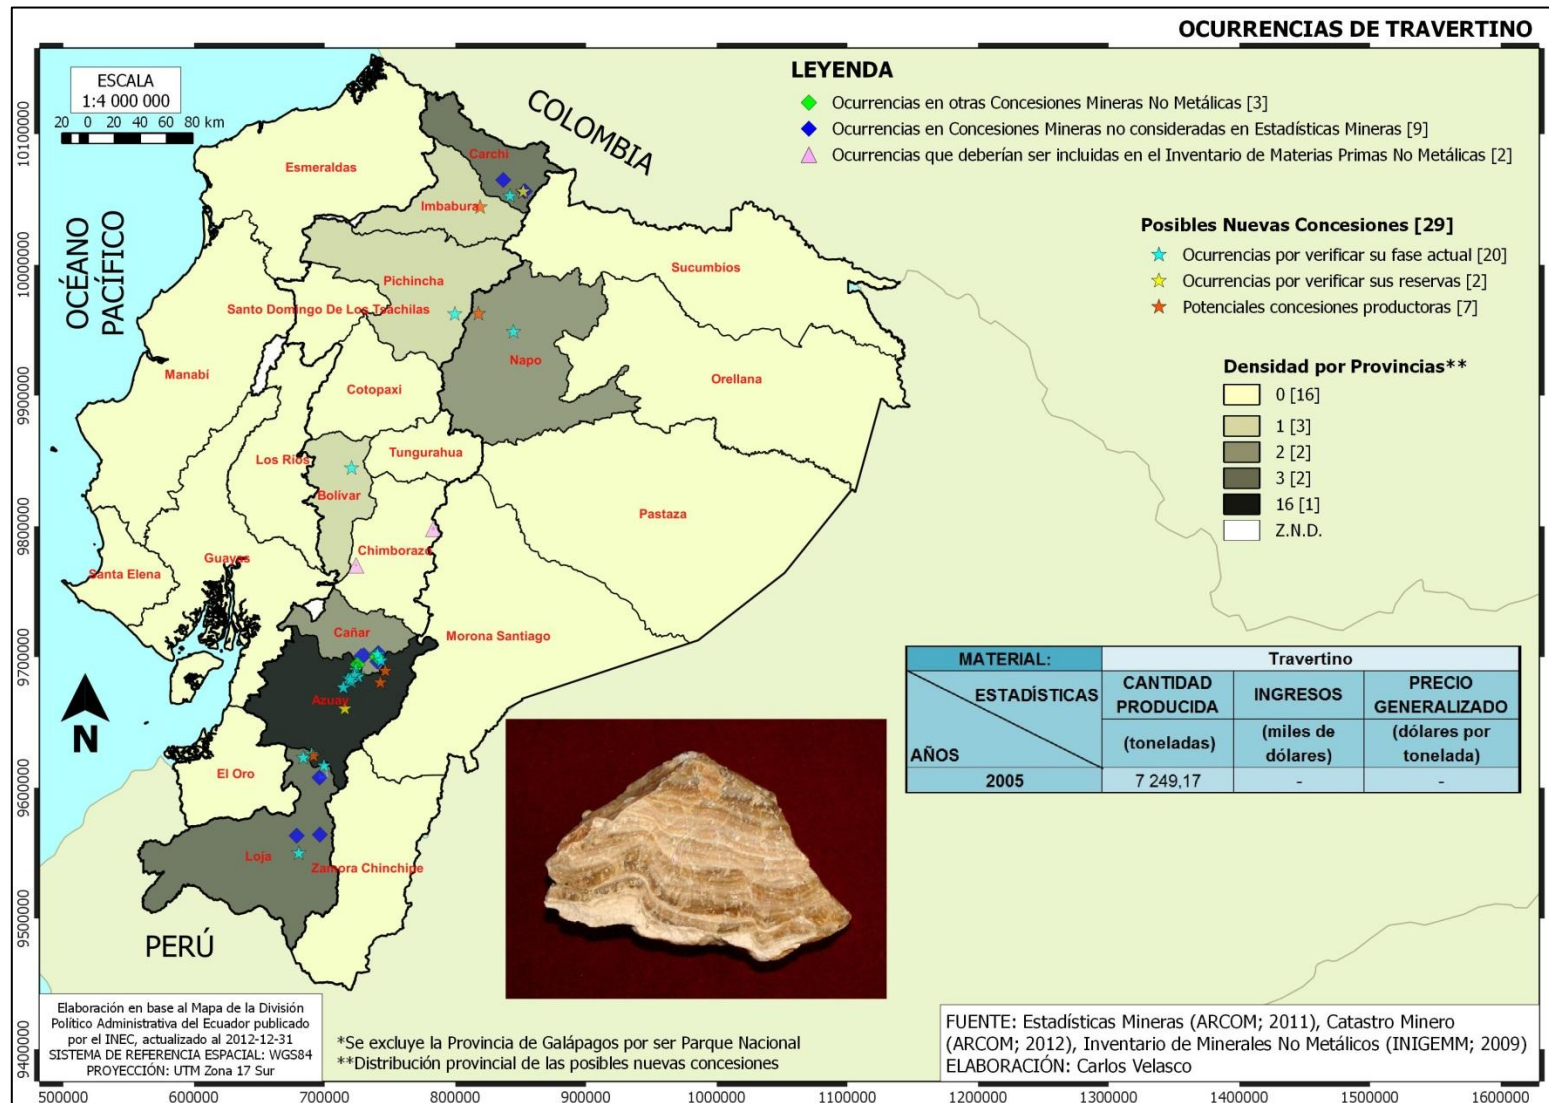 OCURRENCIAS DE TRAVERTINO
ESCALA
1:4 000 000
20 0 20 40 60 80 km
LEYENDA
Ocurrencias en otras Concesiones Mineras No Metálicas [3]
Ocurrencias en Concesiones Mineras no consideradas en Estadísticas Mineras [9]
Ocurrencias que deberían ser incluidas en el Inventario de Materias Primas No Metálicas [2]
Posibles Nuevas Concesiones [29]
Ocurrencias por verificar su fase actual [20]
Ocurrencias por verificar sus reservas [2]
Potenciales concesiones productoras [7]
Densidad por Provincias**
0 [16]
1 [3]
2 [2]
3 [2]
16 [1]
Z.N.D.
COLOMBIA
OCÉANO
PACÍFICO
PERÚ
Carchi
Esmeraldas
Imbabura
Sucumbios
Pichincha
Santo Domingo De Los Tsáchilas
Napo
Manabí
Orellana
Cotopaxi
Tungurahua
Los Ríos
Bolívar
Pastaza
Chimborazo
Guayas
Santa Elena
Cañar
Morona Santiago
Azuay
El Oro
Loja
Zamora Chinchipe
N
MATERIAL: Travertino
ESTADÍSTICAS
AÑOS
CANTIDAD PRODUCIDA
(toneladas)
INGRESOS
(miles de dólares)
PRECIO GENERALIZADO
(dólares por tonelada)
2005 7 249,17 - -
Elaboración en base al Mapa de la División
Político Administrativa del Ecuador publicado
por el INEC, actualizado al 2012-12-31
SISTEMA DE REFERENCIA ESPACIAL: WGS84
PROYECCIÓN: UTM Zona 17 Sur
*Se excluye la Provincia de Galápagos por ser Parque Nacional
**Distribución provincial de las posibles nuevas concesiones
FUENTE: Estadísticas Mineras (ARCOM; 2011), Catastro Minero
(ARCOM; 2012), Inventario de Minerales No Metálicos (INIGEMM; 2009)
ELABORACIÓN: Carlos Velasco
10100000
10000000
9900000
9800000
9700000
9600000
9500000
9400000
500000 600000 700000 800000 900000 1000000 1100000 1200000 1300000 1400000 1500000 1600000